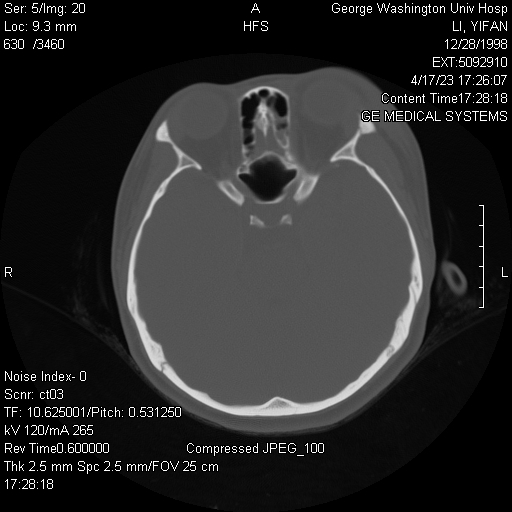 Ser: 5/Img: 20
Loc: 9.3 mm
630 /3460
A
HFS
George Washington Univ Hosp
LI, YIFAN
12/28/1998
EXT:5092910
4/17/23 17:26:07
Content Time17:28:18
GE MEDICAL SYSTEMS
R
L
Noise Index- 0
Scnr: ct03
TF: 10.625001/Pitch: 0.531250
kV 120/mA 265
Rev Time0.600000
Compressed JPEG_100
Thk 2.5 mm Spc 2.5 mm/FOV 25 cm
17:28:18